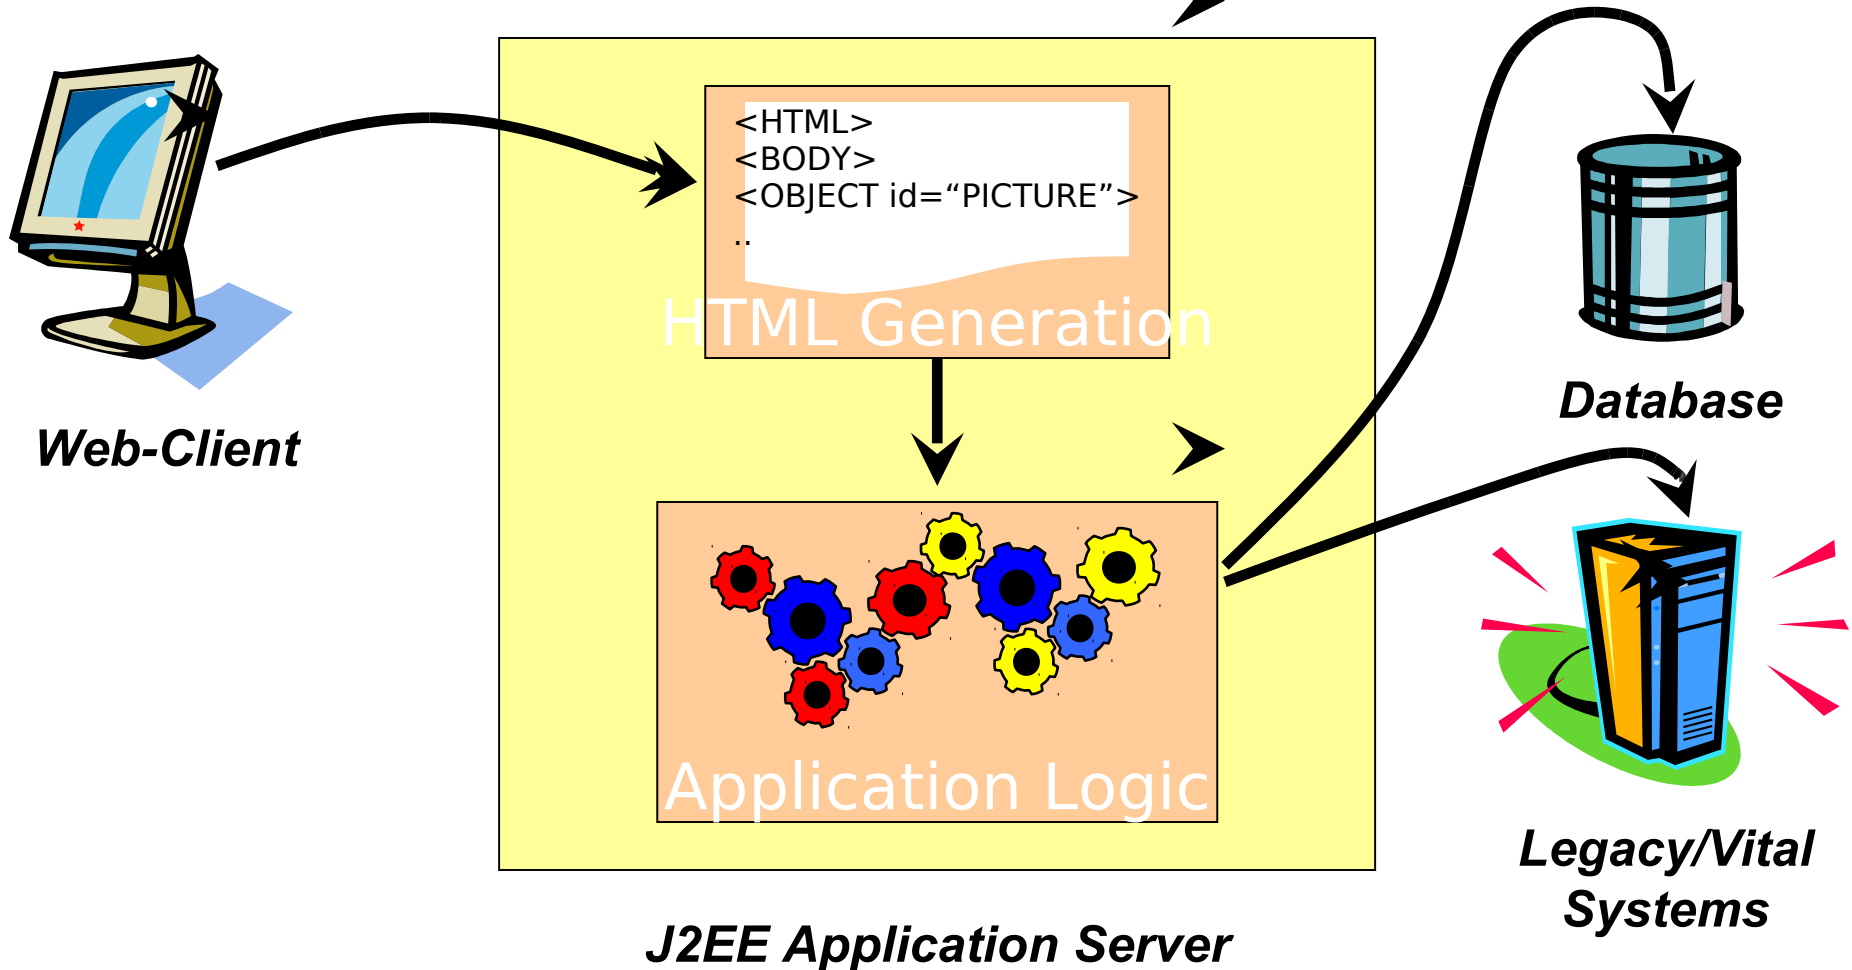 <HTML>
<BODY>
<OBJECT id=“PICTURE”>
..
HTML Generation
Web-Client
Database
Application Logic
Legacy/Vital
Systems
J2EE Application Server